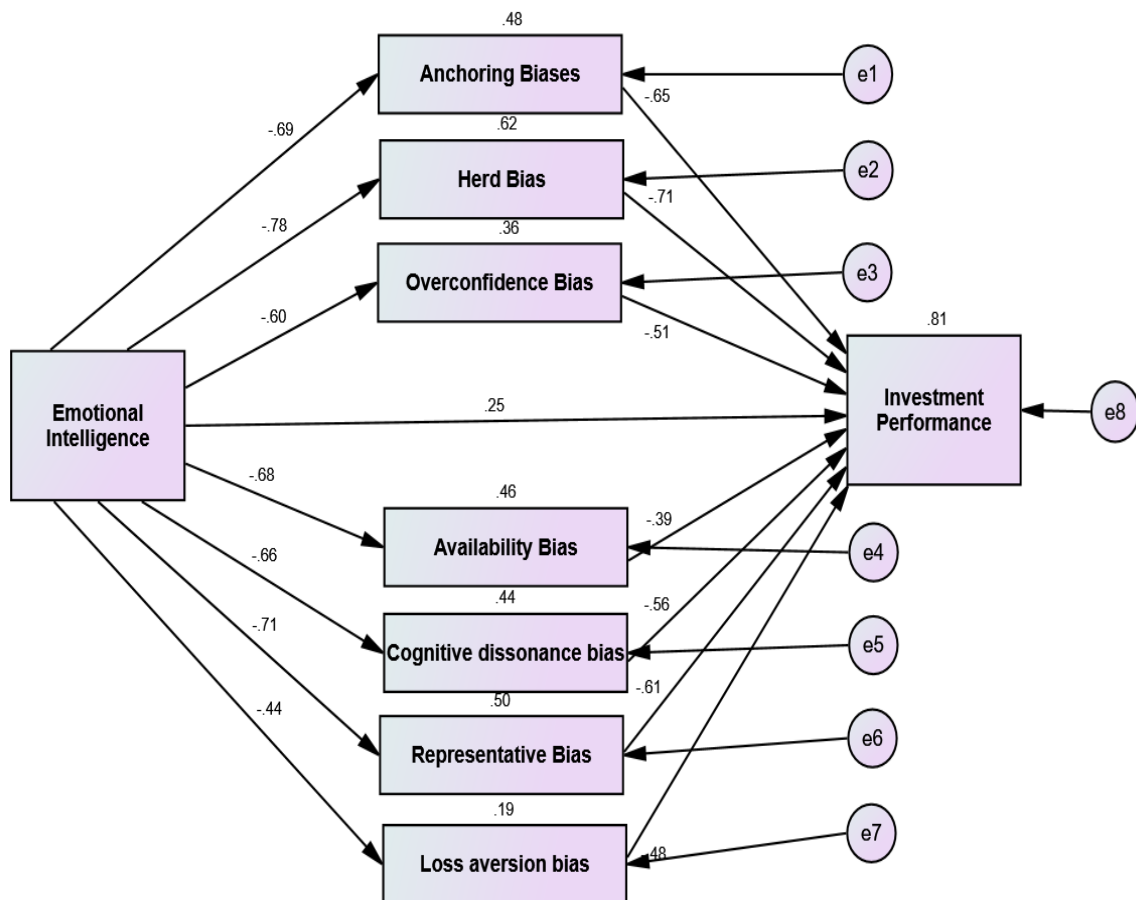 .48
Anchoring Biases
e1
-.65
-.69
.62
Herd Bias
e2
-.71
-.78
.36
Overconfidence Bias
e3
-.60
-.51
.81
Emotional
Intelligence
.25
Investment
Performance
e8
-.68
.46
-.39
Availability Bias
e4
-.66
.44
-.56
Cognitive dissonance bias
e5
-.71
.50
-.61
Representative Bias
e6
-.44
.19
Loss aversion bias
-.48
e7